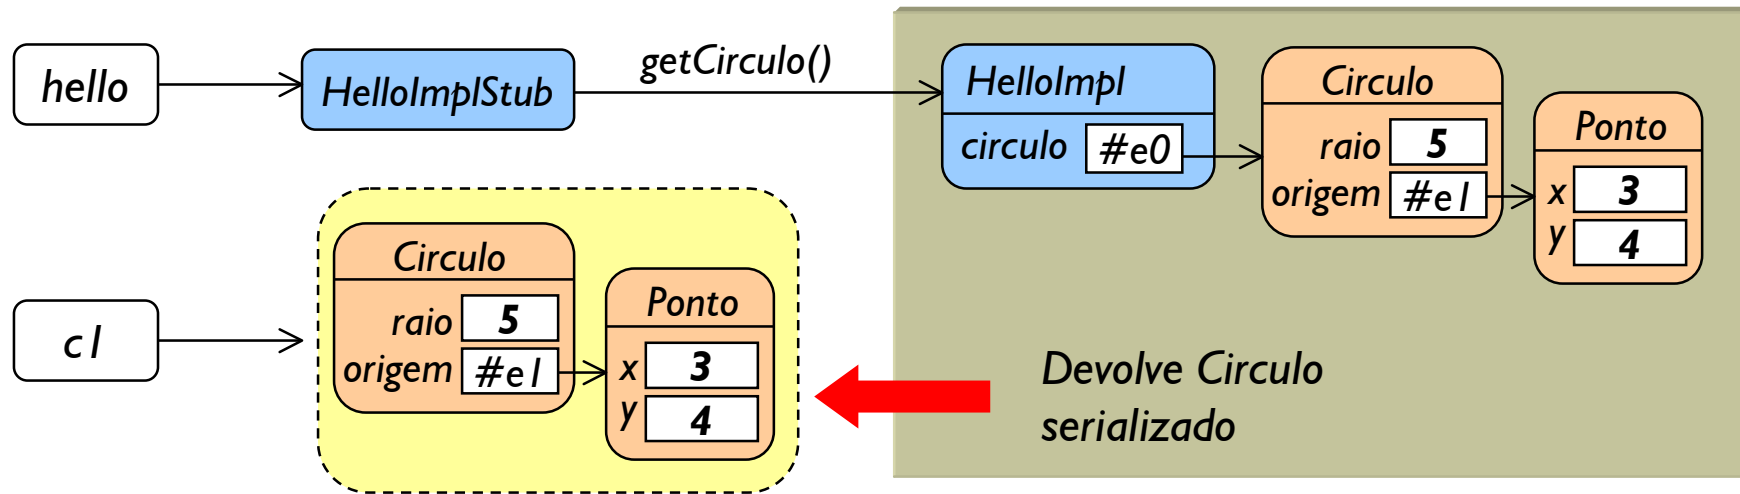 hello
HelloImplStub
getCirculo()
HelloImpl
circulo #e0
Circulo
raio 5
origem #e1
Ponto
x 3
y 4
c1
Circulo
raio 5
origem #e1
Ponto
x 3
y 4
Devolve Circulo
serializado